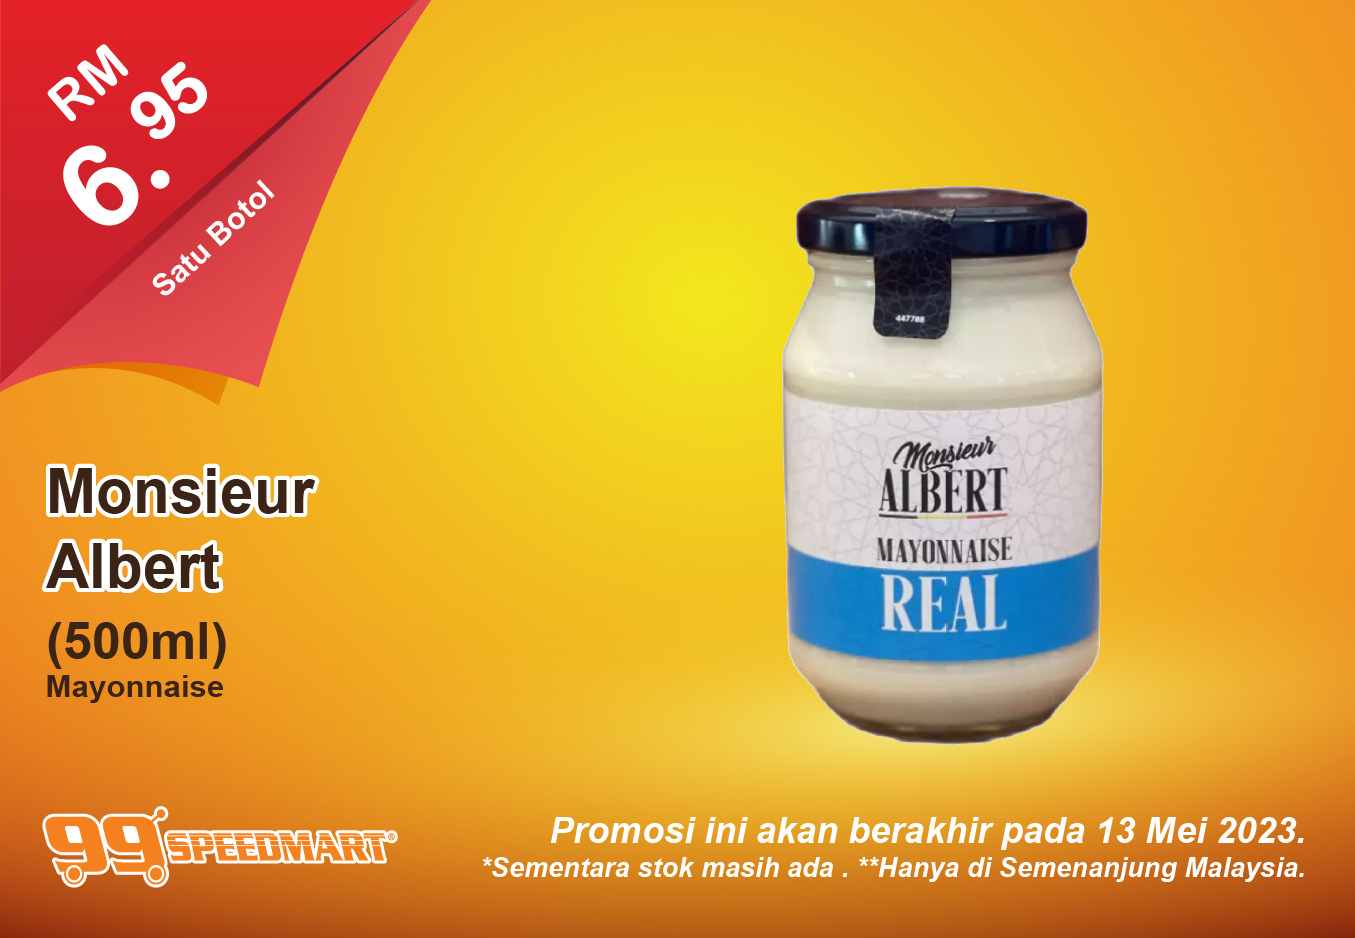 RM
6.95
Satu Botol
447788
Monsieur
ALBERT
MAYONNAISE
REAL
Monsieur
Albert
(500ml)
Mayonnaise
99 SPEEDMART®
Promosi ini akan berakhir pada 13 Mei 2023.
*Sementara stok masih ada . **Hanya di Semenanjung Malaysia.